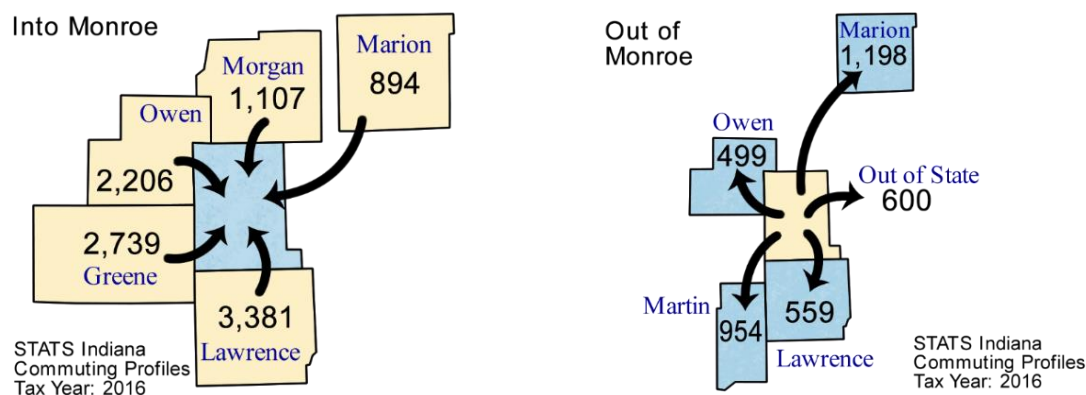 Into Monroe
Marion
894
Morgan
1,107
Owen
2,206
2,739
Greene
3,381
Lawrence
STATS Indiana
Commuting Profiles
Tax Year: 2016
Out of
Monroe
Marion
1,198
Owen
499
Out of State
600
Martin
954
559
Lawrence
STATS Indiana
Commuting Profiles
Tax Year: 2016